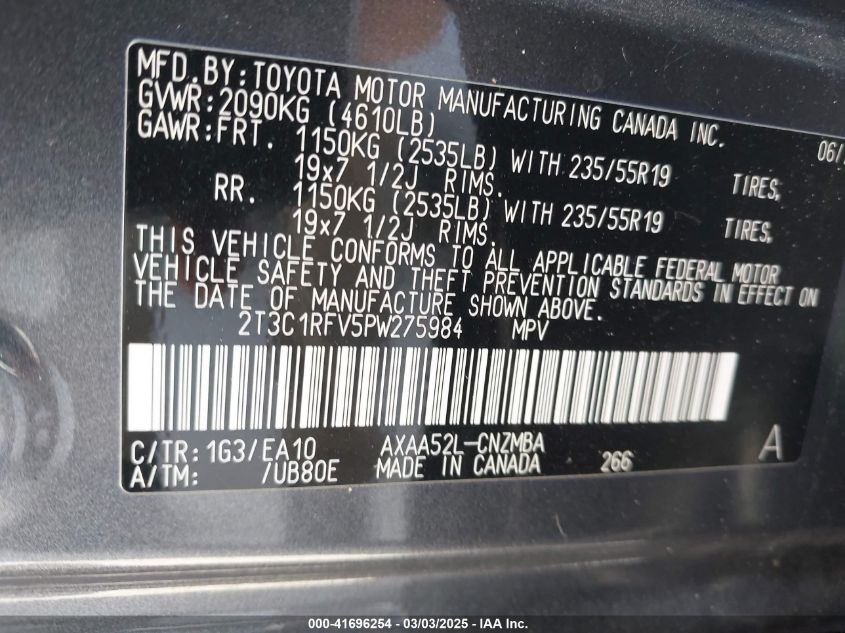 MFD.BY:TOYOTA MOTOR MANUFACTURING CANADA INC.
GVWR:2090KG (4610LB) 06/
GAWR:FRT. 1150KG (2535LB) WITH 235/55R19 TIRES,
19x7 1/2J RIMS.
RR. 1150KG (2535LB) WITH 235/55R19 TIRES,
19x7 1/2J RIMS.
THIS VEHICLE CONFORMS TO ALL APPLICABLE FEDERAL MOTOR
VEHICLE SAFETY AND THEFT PREVENTION STANDARDS IN EFFECT ON
THE DATE OF MANUFACTURE SHOWN ABOVE.
2T3C1RFV5PW275984 MPV
C/TR:1G3/EA10 AXAA52L-CNZMBA
A/TM: /UB80E MADE IN CANADA 266 A
000-41696254 - 03/03/2025 - IAA Inc.